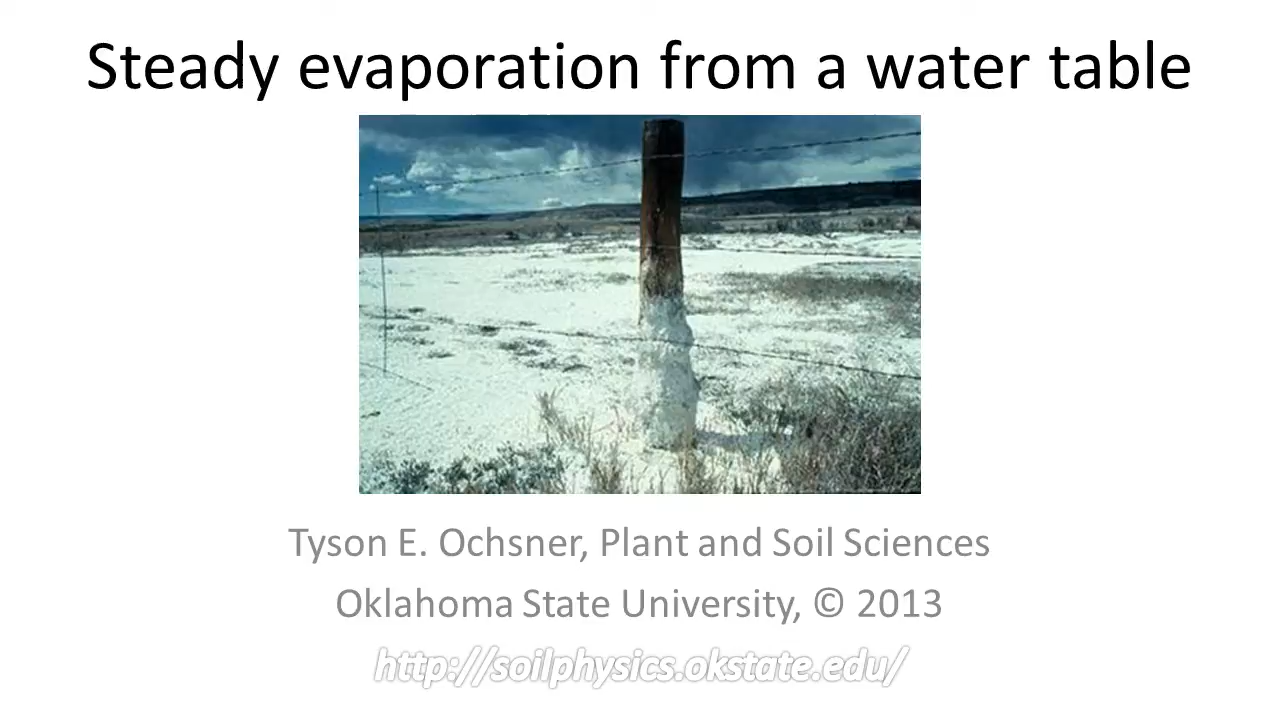 Steady evaporation from a water table
Tyson E. Ochsner, Plant and Soil Sciences
Oklahoma State University, © 2013
http://soilphysics.okstate.edu/